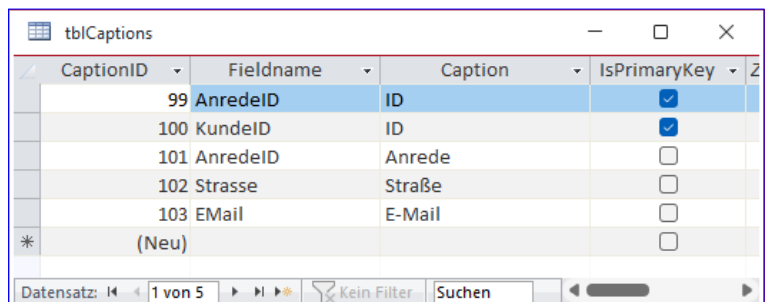 tblCaptions
CaptionID Fieldname Caption IsPrimaryKey Z
99 AnredeID ID
100 KundeID ID
101 AnredeID Anrede
102 Strasse Straße
103 EMail E-Mail
(Neu)
Datensatz: 1 von 5 Kein Filter Suchen